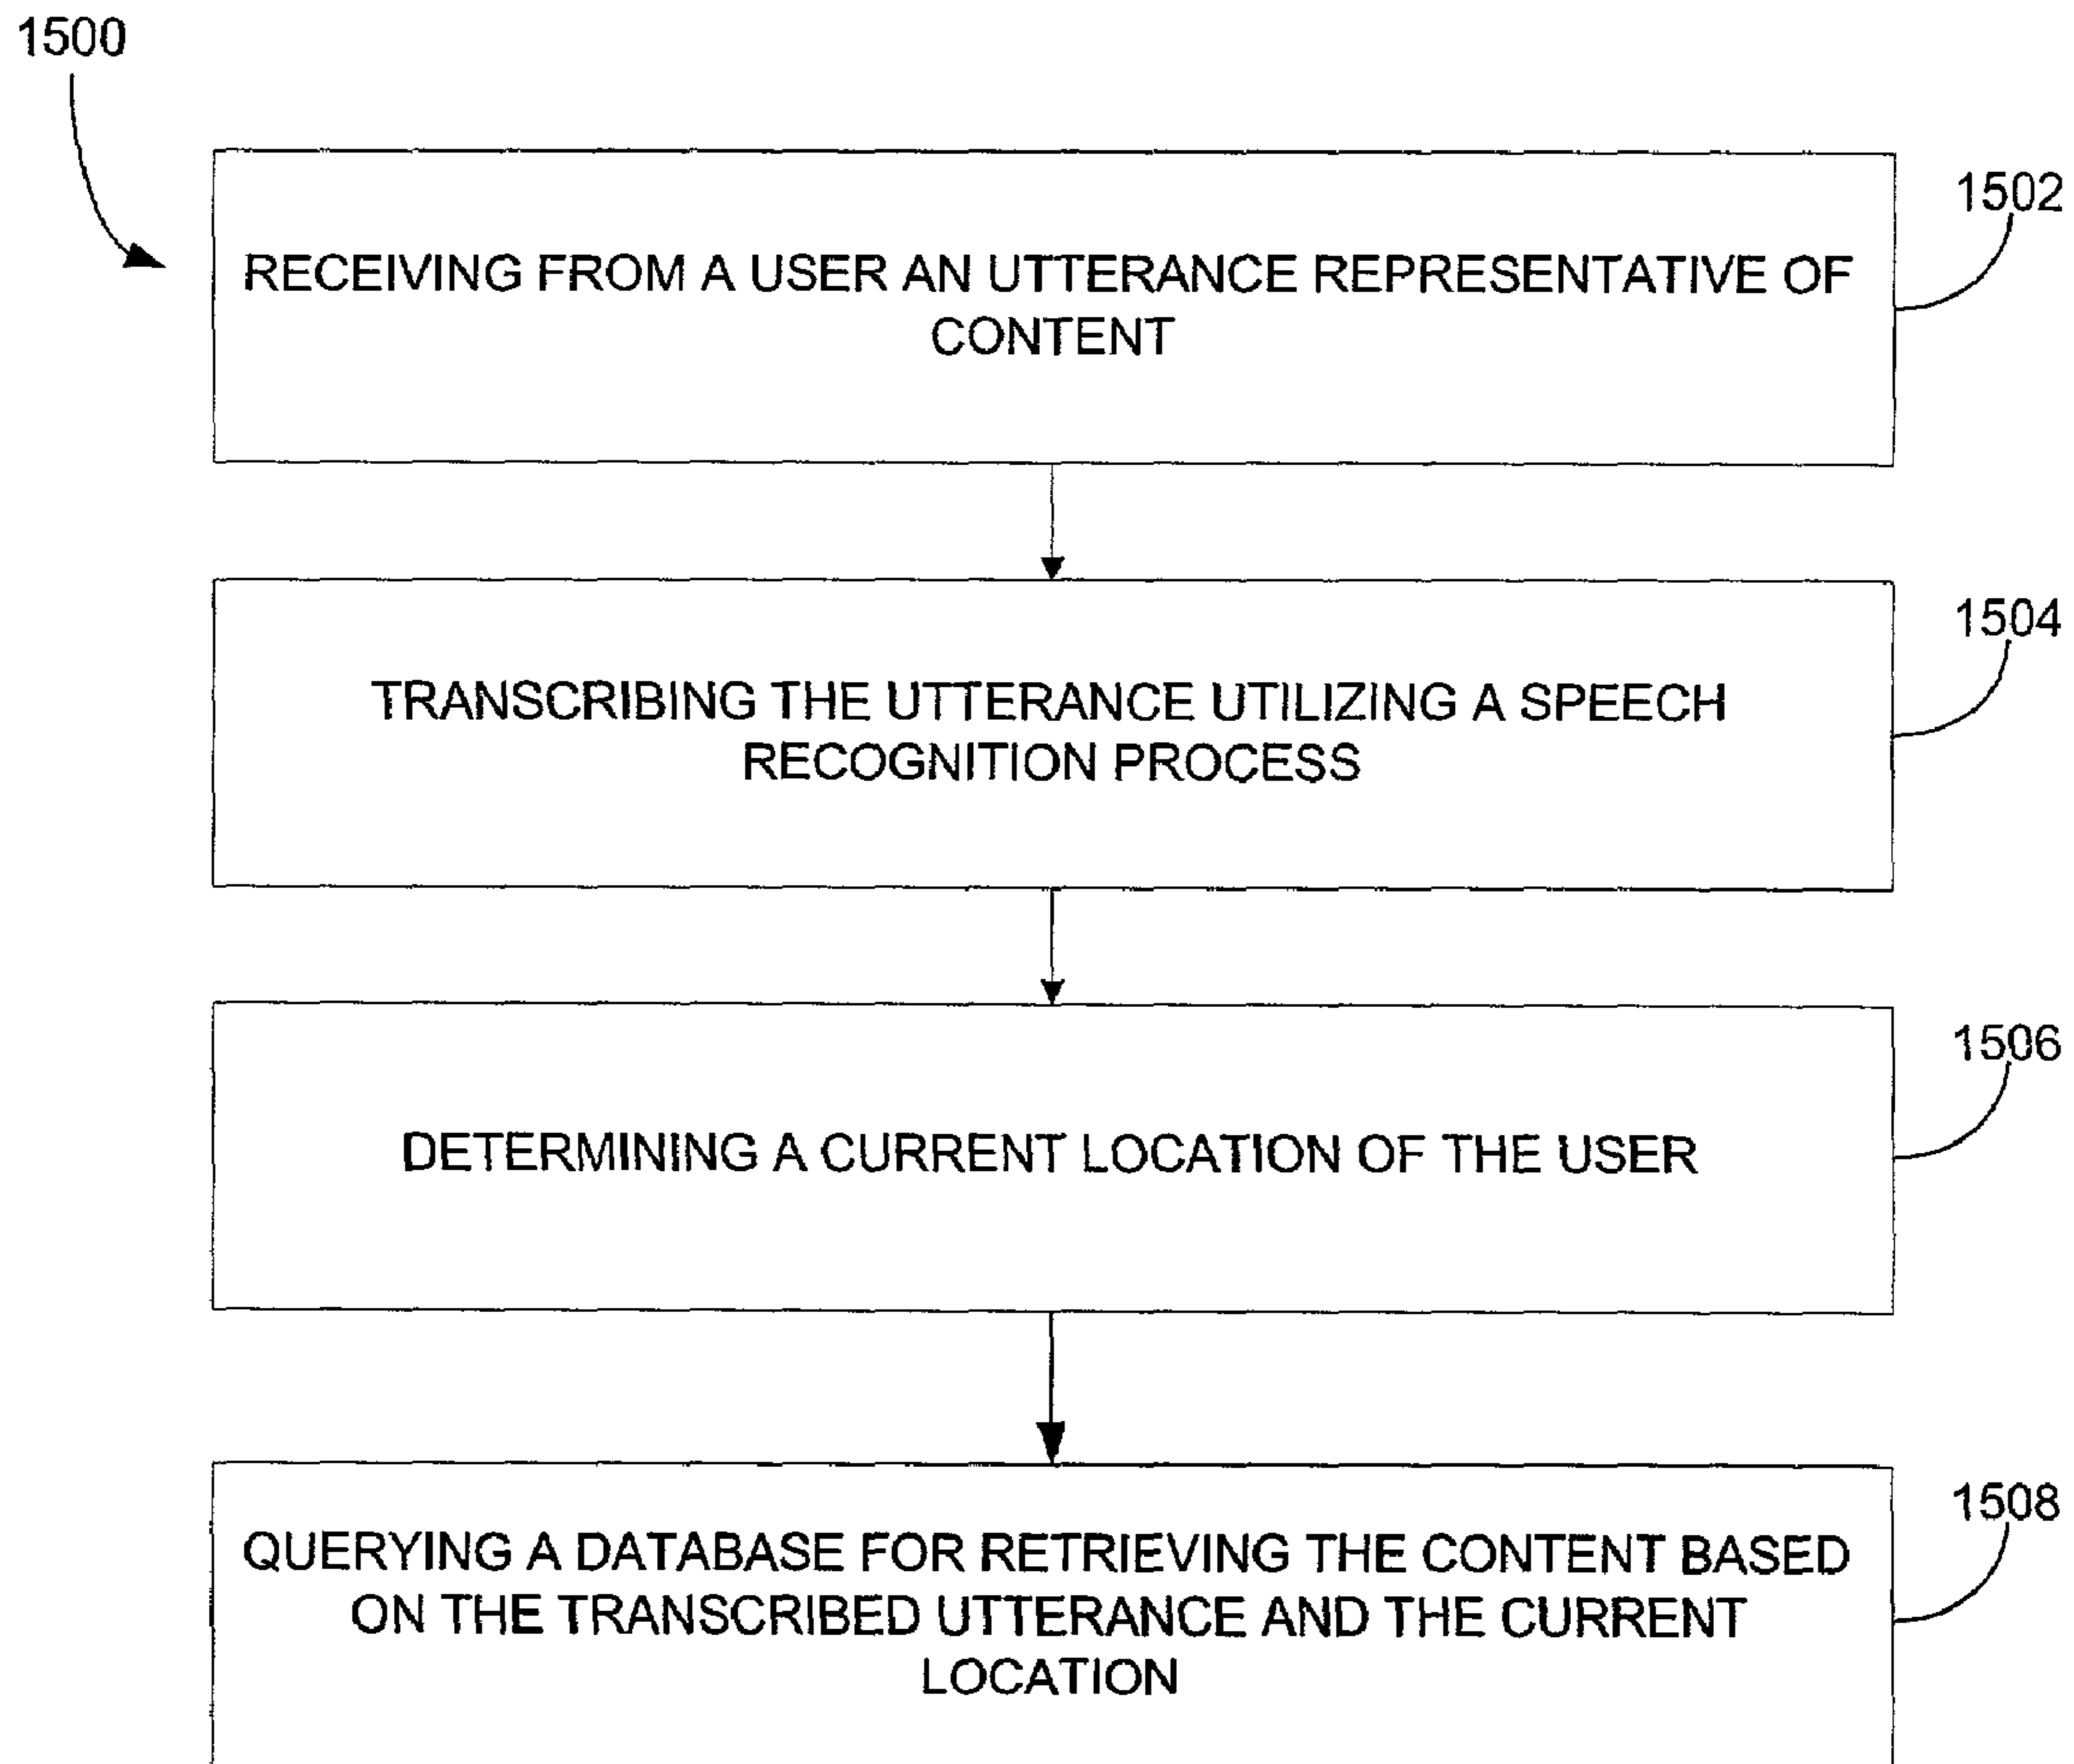 1500
1502
RECEIVING FROM A USER AN UTTERANCE REPRESENTATIVE OF
CONTENT
1504
TRANSCRIBING THE UTTERANCE UTILIZING A SPEECH
RECOGNITION PROCESS
1506
DETERMINING A CURRENT LOCATION OF THE USER
1508
QUERYING A DATABASE FOR RETRIEVING THE CONTENT BASED
ON THE TRANSCRIBED UTTERANCE AND THE CURRENT
LOCATION